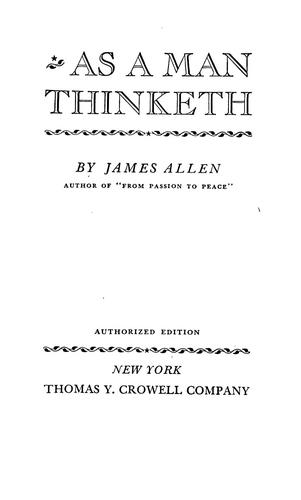 AS A MAN
THINKETH
BY JAMES ALLEN
AUTHOR OF "FROM PASSION TO PEACE"
AUTHORIZED EDITION
NEW YORK
THOMAS Y. CROWELL COMPANY